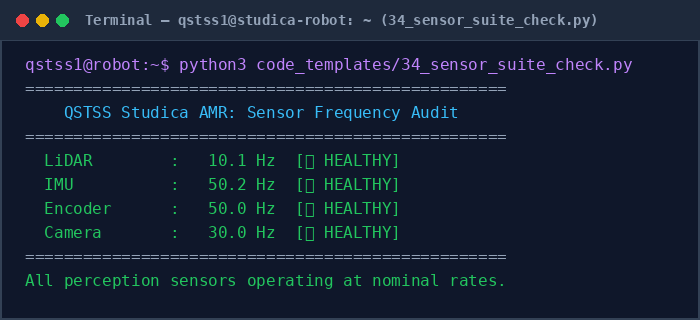 Terminal — qstss1@studica-robot: ~ (34_sensor_suite_check.py)
qstss1@robot:~$ python3 code_templates/34_sensor_suite_check.py
==================================================
    QSTSS Studica AMR: Sensor Frequency Audit
==================================================
  LiDAR        :   10.1 Hz  [▯ HEALTHY]
  IMU          :   50.2 Hz  [▯ HEALTHY]
  Encoder      :   50.0 Hz  [▯ HEALTHY]
  Camera       :   30.0 Hz  [▯ HEALTHY]
==================================================
All perception sensors operating at nominal rates.